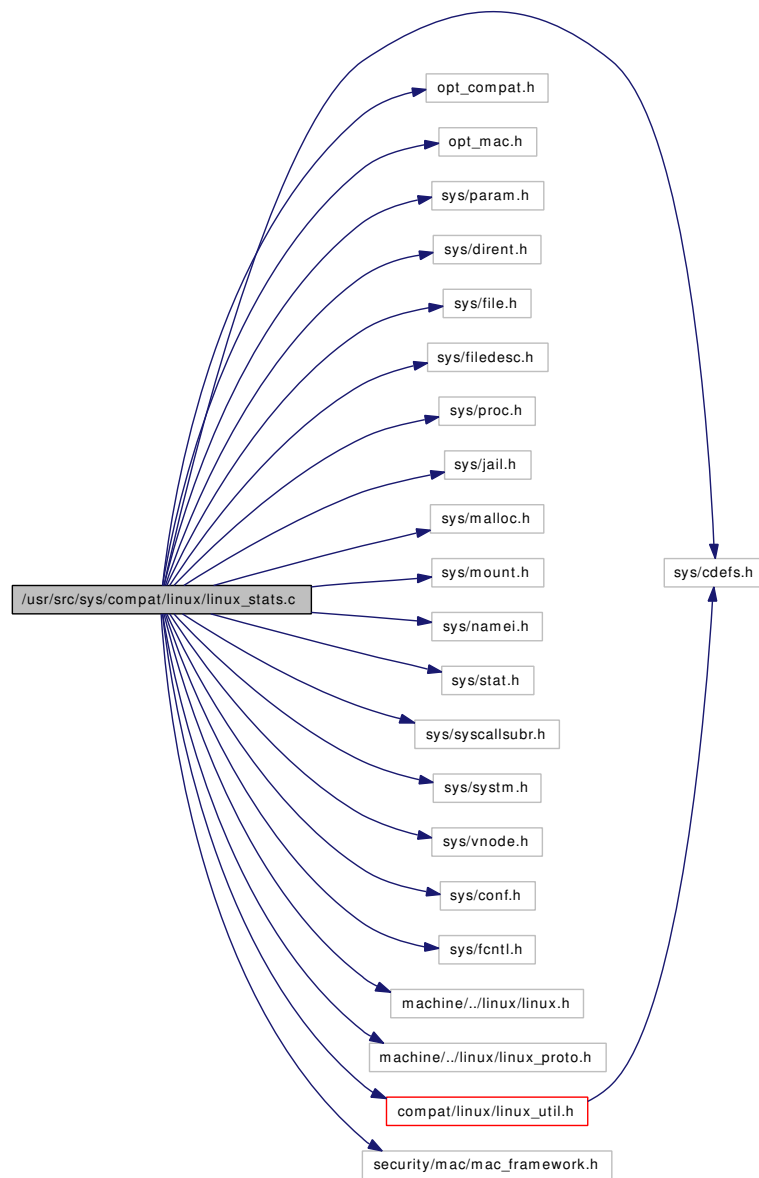 opt_compat.h
opt_mac.h
sys/param.h
sys/dirent.h
sys/file.h
sys/filedesc.h
sys/proc.h
sys/jail.h
sys/malloc.h
sys/mount.h
sys/cdefs.h
/usr/src/sys/compat/linux/linux_stats.c
sys/namei.h
sys/stat.h
sys/syscallsubr.h
sys/systm.h
sys/vnode.h
sys/conf.h
sys/fcntl.h
machine/../linux/linux.h
machine/../linux/linux_proto.h
compat/linux/linux_util.h
security/mac/mac_framework.h